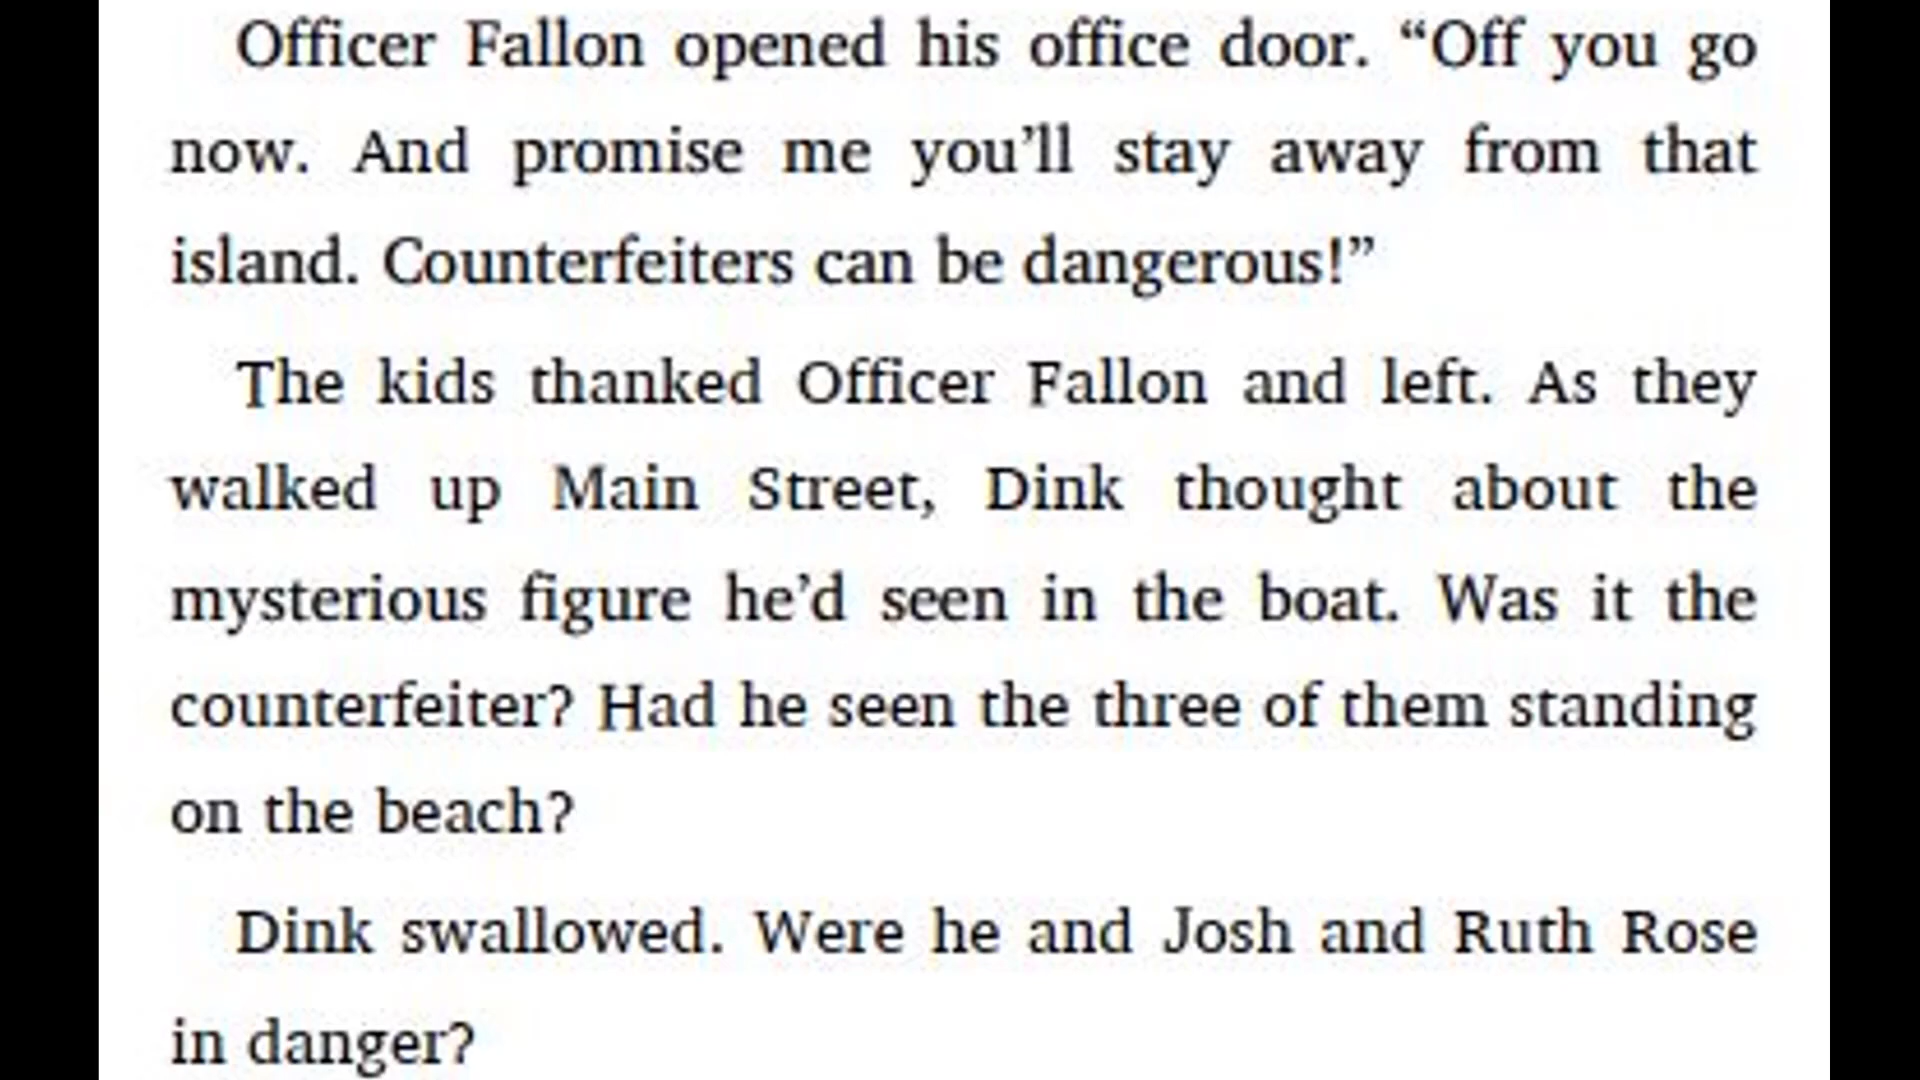 Officer Fallon opened his office door. “Off you go
now. And promise me you’ll stay away from that
island. Counterfeiters can be dangerous!”
The kids thanked Officer Fallon and left. As they
walked up Main Street, Dink thought about the
mysterious figure he’d seen in the boat. Was it the
counterfeiter? Had he seen the three of them standing
on the beach?
Dink swallowed. Were he and Josh and Ruth Rose
in danger?